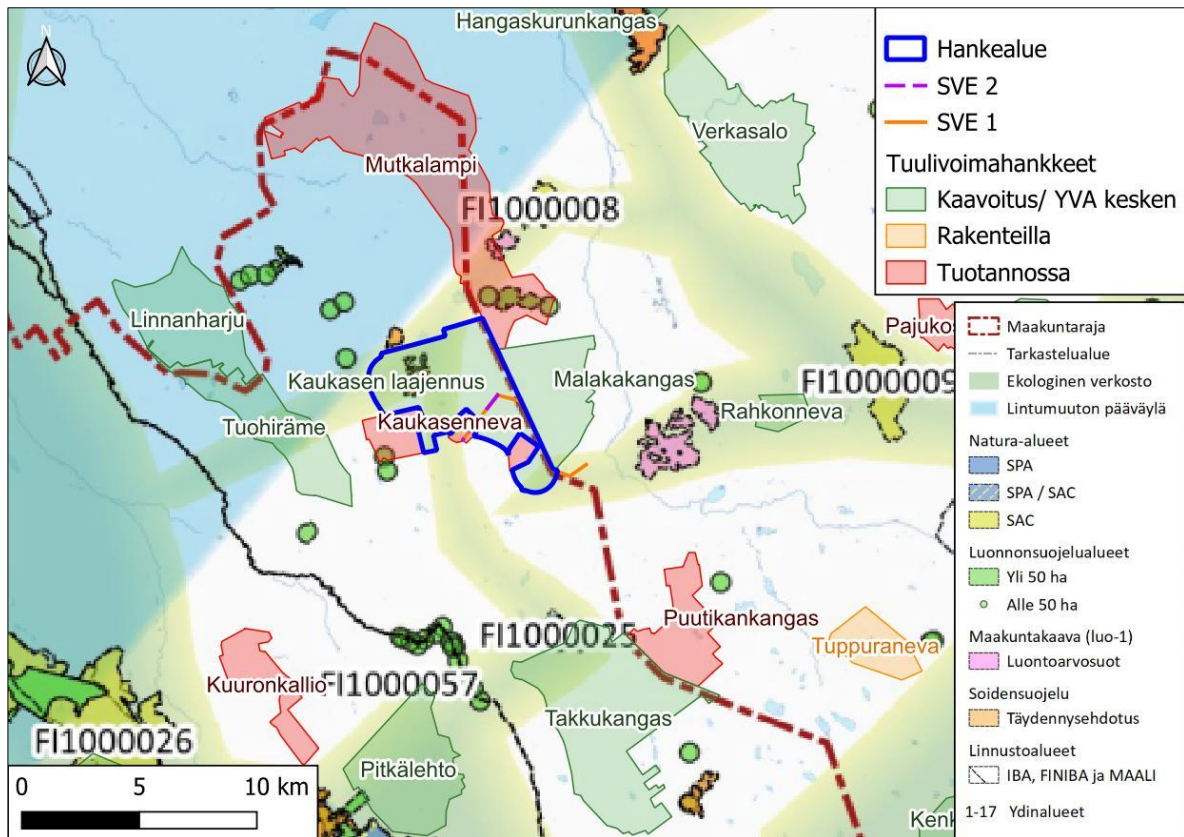 Hangaskurunkangas
N
Verkasalo
Mutkalampi
FI1000008
Linnanharju
Kaukasen laajennus
Malakakangas
FI1000009
Rahkonneva
Tuohiräme
Kaukasenneva
Puutikankangas
FI1000025
Tuppuraneva
Kuuronkallio
FI1000057
Takkukangas
FI1000026
Pitkälehto
0 5 10 km
Hankealue
SVE 2
SVE 1
Tuulivoimahankkeet
Kaavoitus/ YVA kesken
Rakenteilla
Tuotannossa
Maakuntaraja
Tarkastelualue
Ekologinen verkosto
Lintumuuton pääväylä
Natura-alueet
SPA
SPA / SAC
SAC
Luonnonsuojelualueet
Yli 50 ha
Alle 50 ha
Maakuntakaava (luo-1)
Luontoarvosuot
Soidensuojelu
Täydennysehdotus
Linnustoalueet
IBA, FINIBA ja MAALI
1-17 Ydinalueet